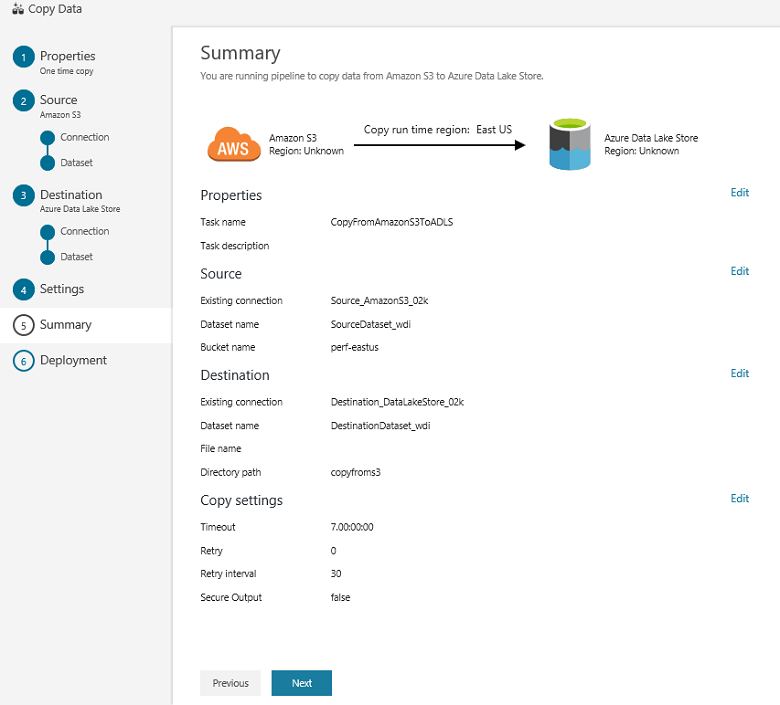 Copy Data
1 Properties
One time copy
2 Source
Amazon S3
Connection
Dataset
3 Destination
Azure Data Lake Store
Connection
Dataset
4 Settings
5 Summary
6 Deployment
Summary
You are running pipeline to copy data from Amazon S3 to Azure Data Lake Store.
AWS
Amazon S3
Region: Unknown
Copy run time region: East US
Azure Data Lake Store
Region: Unknown
Properties Edit
Task name CopyFromAmazonS3ToADLS
Task description
Source Edit
Existing connection Source_AmazonS3_02k
Dataset name SourceDataset_wdi
Bucket name perf-eastus
Destination Edit
Existing connection Destination_DataLakeStore_02k
Dataset name DestinationDataset_wdi
File name
Directory path copyfroms3
Copy settings Edit
Timeout 7.00:00:00
Retry 0
Retry interval 30
Secure Output false
Previous Next